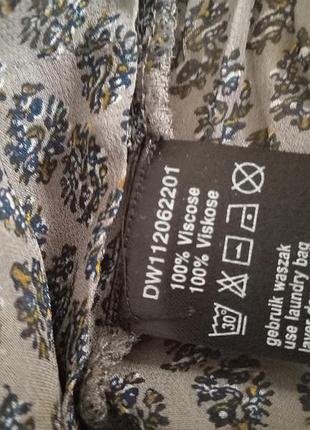 DW112062201
100% Viscose
100% Viskose
30
gebruik waszak
use laundry bag